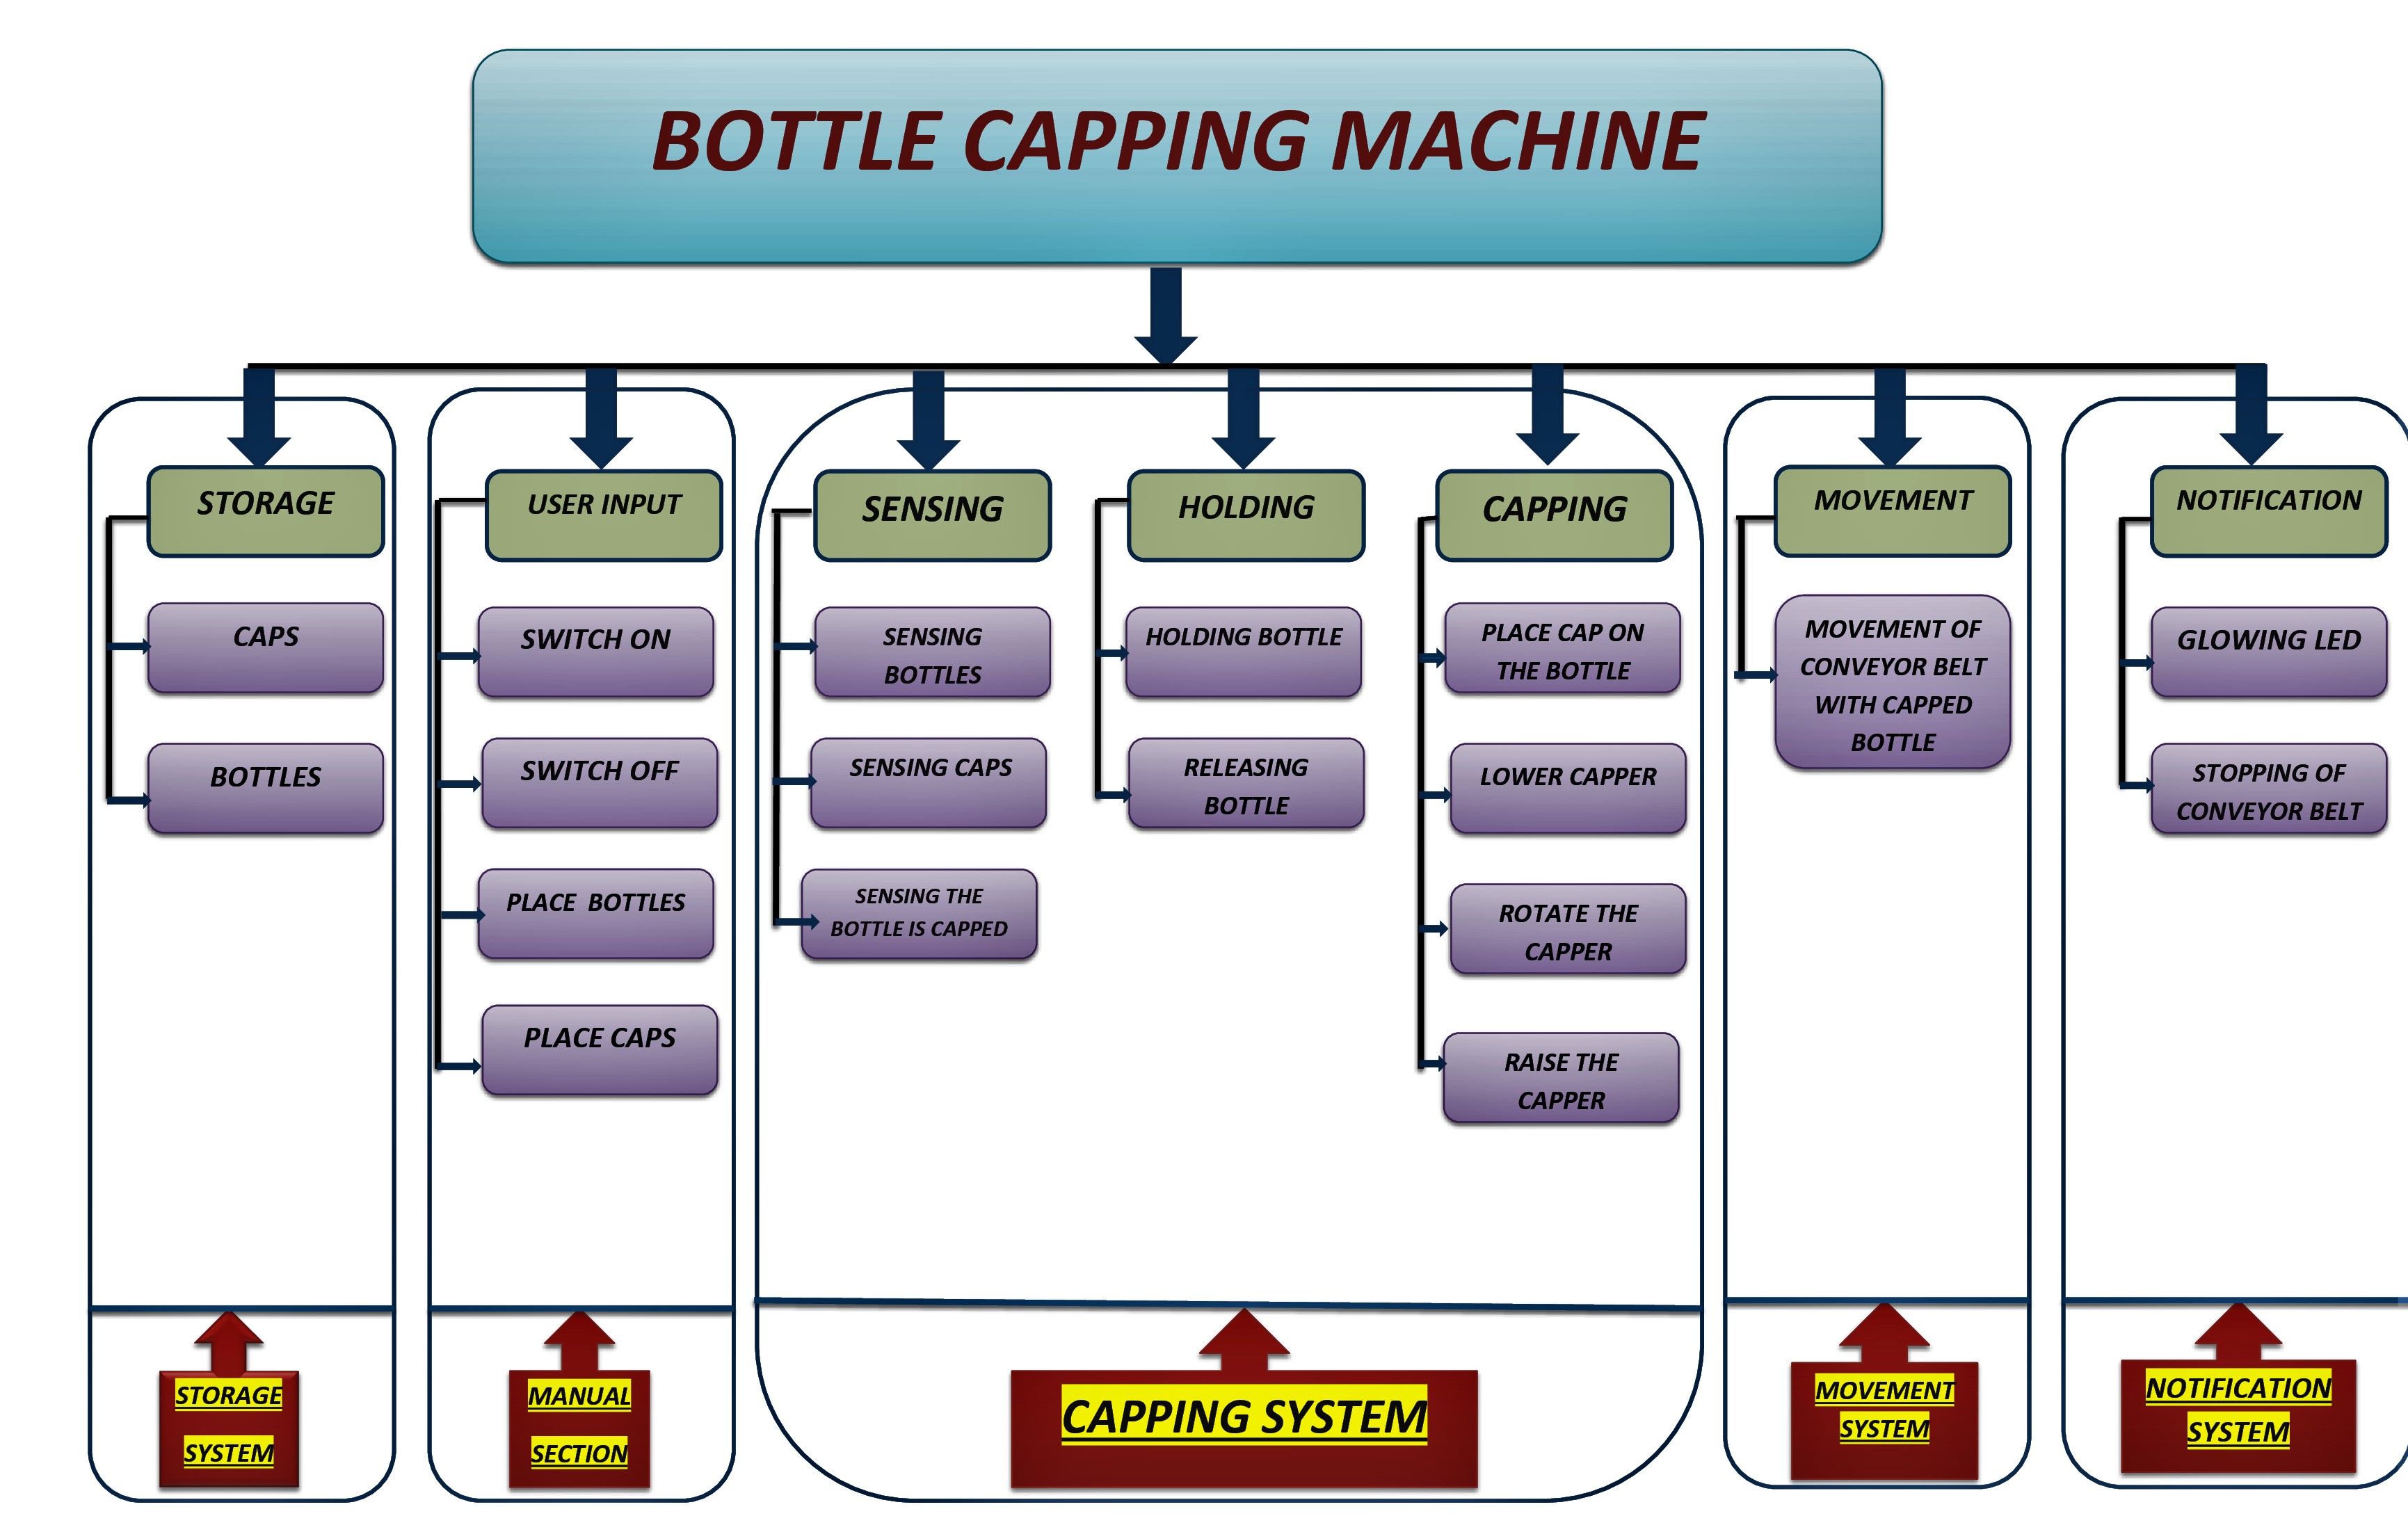 BOTTLE CAPPING MACHINE
STORAGE
CAPS
BOTTLES
STORAGE
SYSTEM
USER INPUT
SWITCH ON
SWITCH OFF
PLACE  BOTTLES
PLACE CAPS
MANUAL
SECTION
SENSING
SENSING
BOTTLES
SENSING CAPS
SENSING THE
BOTTLE IS CAPPED
HOLDING
HOLDING BOTTLE
RELEASING
BOTTLE
CAPPING
PLACE CAP ON
THE BOTTLE
LOWER CAPPER
ROTATE THE
CAPPER
RAISE THE
CAPPER
CAPPING SYSTEM
MOVEMENT
MOVEMENT OF
CONVEYOR BELT
WITH CAPPED
BOTTLE
MOVEMENT
SYSTEM
NOTIFICATION
GLOWING LED
STOPPING OF
CONVEYOR BELT
NOTIFICATION
SYSTEM